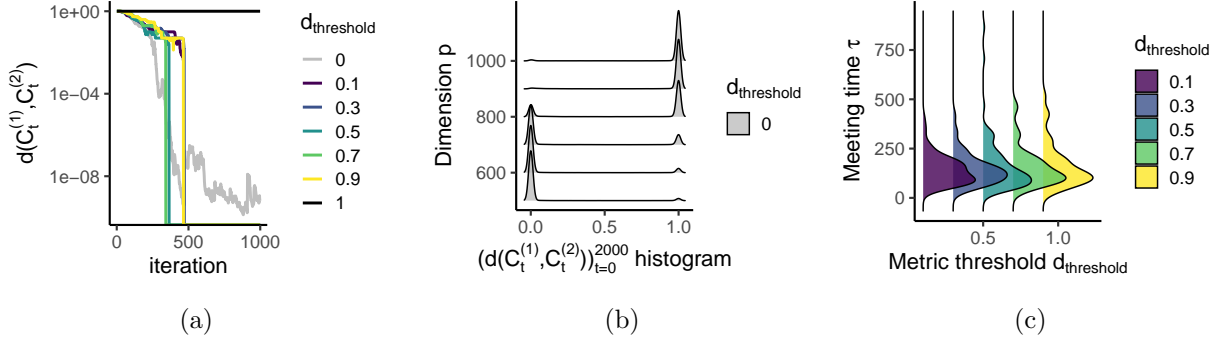 1e+00
1e−04
1e−08
d(C_t^(1),C_t^(2))
0
500
1000
iteration
d_threshold
0
0.1
0.3
0.5
0.7
0.9
1
(a)
1000
800
600
Dimension p
0.0
0.5
1.0
(d(C_t^(1),C_t^(2)))_{t=0}^{2000} histogram
d_threshold
0
(b)
750
500
250
0
Meeting time τ
0.5
1.0
Metric threshold d_threshold
d_threshold
0.1
0.3
0.5
0.7
0.9
(c)